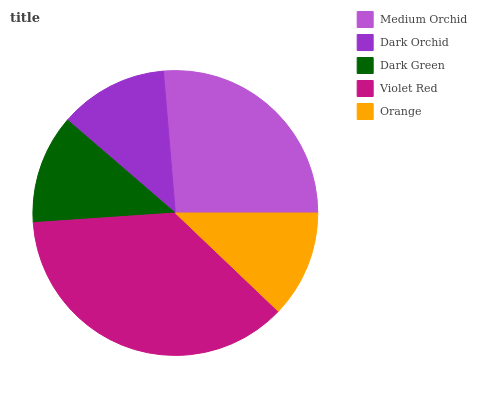 title
Medium Orchid
Dark Orchid
Dark Green
Violet Red
Orange